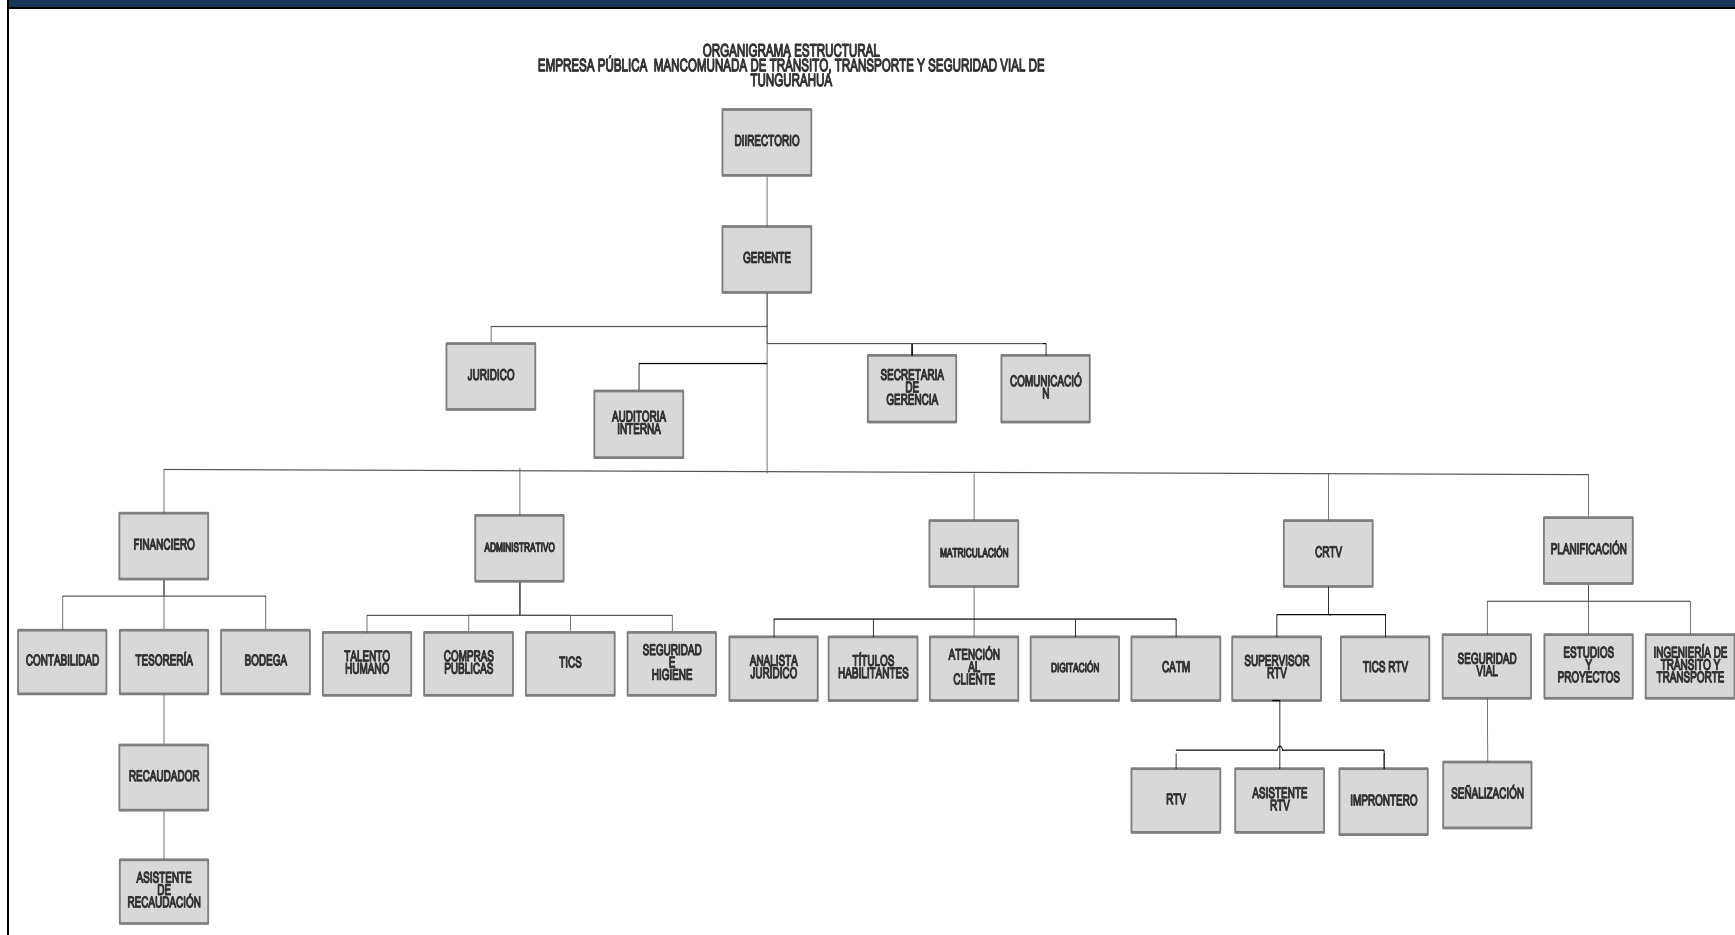 ORGANIGRAMA ESTRUCTURAL
EMPRESA PÚBLICA MANCOMUNADA DE TRÁNSITO, TRANSPORTE Y SEGURIDAD VIAL DE
TUNGURAHUA
DIIRECTORIO
GERENTE
JURIDICO
AUDITORIA
INTERNA
SECRETARIA
DE
GERENCIA
COMUNICACIÓ
N
FINANCIERO
ADMINISTRATIVO
MATRICULACIÓN
CRTV
PLANIFICACIÓN
CONTABILIDAD
TESORERÍA
BODEGA
TALENTO
HUMANO
COMPRAS
PÚBLICAS
TICS
SEGURIDAD
E
HIGIENE
ANALISTA
JURÍDICO
TÍTULOS
HABILITANTES
ATENCIÓN
AL
CLIENTE
DIGITACIÓN
CATM
SUPERVISOR
RTV
TICS RTV
SEGURIDAD
VIAL
ESTUDIOS
Y
PROYECTOS
INGENIERÍA DE
TRÁNSITO Y
TRANSPORTE
RECAUDADOR
RTV
ASISTENTE
RTV
IMPRONTERO
SEÑALIZACIÓN
ASISTENTE
DE
RECAUDACIÓN